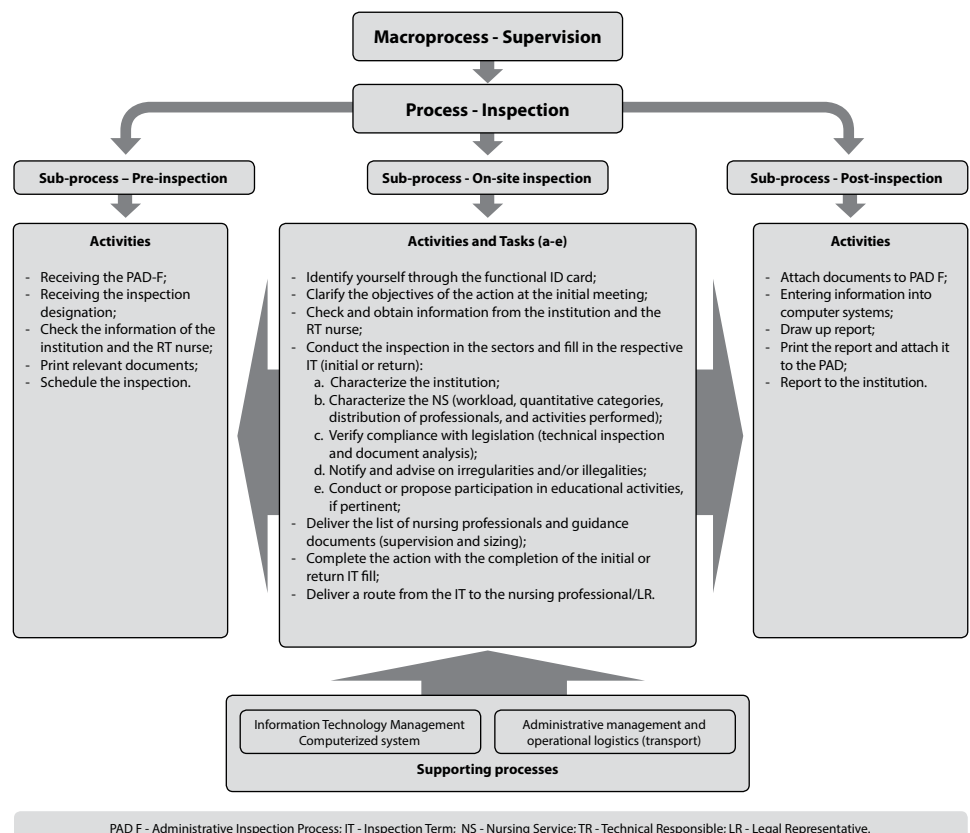 Macroprocess - Supervision
Process - Inspection
Sub-process – Pre-inspection
Sub-process - On-site inspection
Sub-process - Post-inspection
Activities
- Receiving the PAD-F;
- Receiving the inspection
designation;
- Check the information of the
institution and the RT nurse;
- Print relevant documents;
- Schedule the inspection.
Activities and Tasks (a-e)
- Identify yourself through the functional ID card;
- Clarify the objectives of the action at the initial meeting;
- Check and obtain information from the institution and the
RT nurse;
- Conduct the inspection in the sectors and fill in the respective
IT (initial or return):
a. Characterize the institution;
b. Characterize the NS (workload, quantitative categories,
distribution of professionals, and activities performed);
c. Verify compliance with legislation (technical inspection
and document analysis);
d. Notify and advise on irregularities and/or illegalities;
e. Conduct or propose participation in educational activities,
if pertinent;
- Deliver the list of nursing professionals and guidance
documents (supervision and sizing);
- Complete the action with the completion of the initial or
return IT fill;
- Deliver a route from the IT to the nursing professional/LR.
Activities
- Attach documents to PAD F;
- Entering information into
computer systems;
- Draw up report;
- Print the report and attach it
to the PAD;
- Report to the institution.
Information Technology Management
Computerized system
Administrative management and
operational logistics (transport)
Supporting processes
PAD F - Administrative Inspection Process; IT - Inspection Term; NS - Nursing Service; TR - Technical Responsible; LR - Legal Representative.